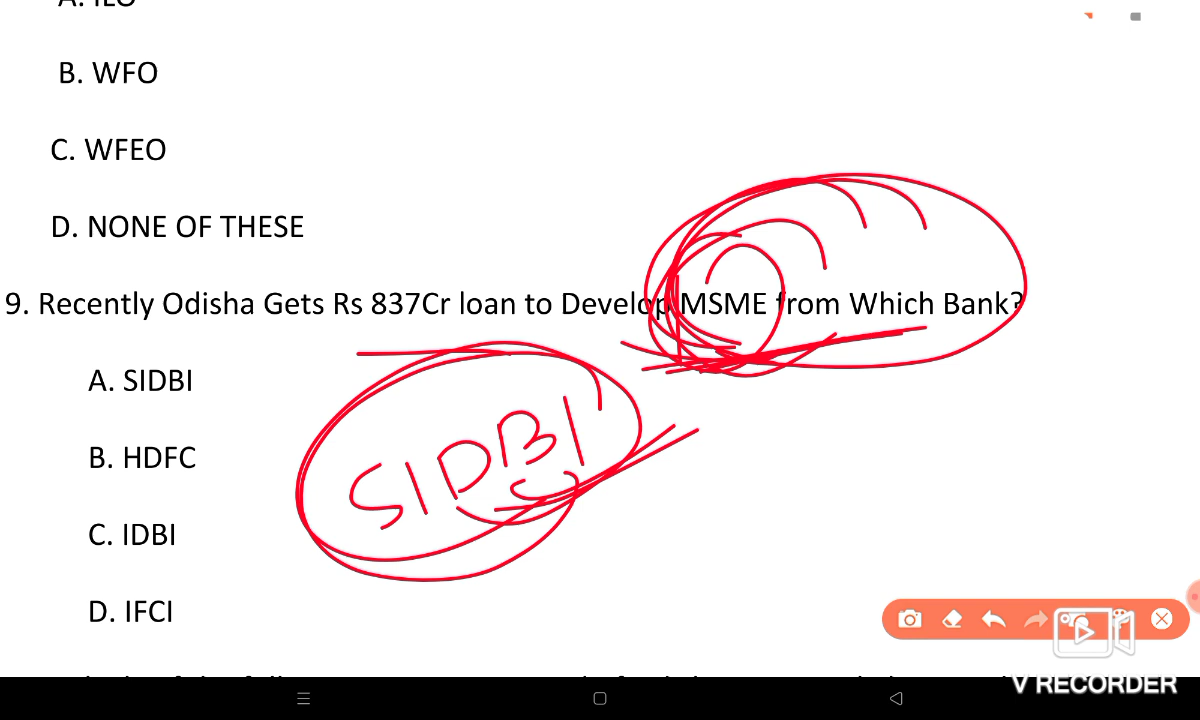 A. ILO
B. WFO
C. WFEO
D. NONE OF THESE
9. Recently Odisha Gets Rs 837Cr loan to Develop MSME from Which Bank?
A. SIDBI
SIDBI
B. HDFC
C. IDBI
D. IFCI
V RECORDER